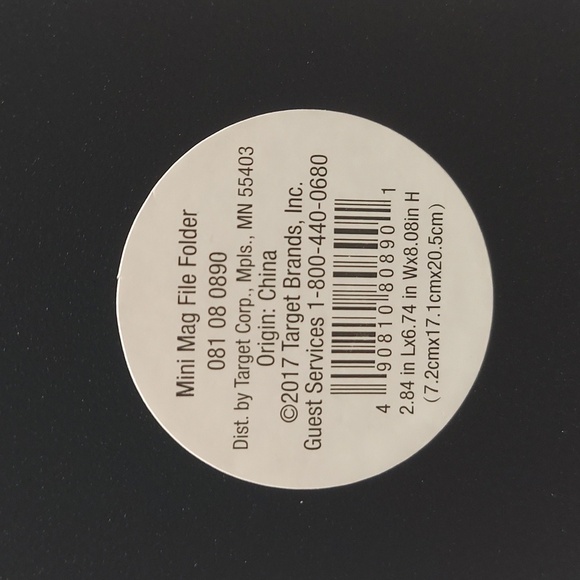 Mini Mag File Folder
081 08 0890
Dist. by Target Corp., Mpls., MN 55403
Origin: China
©2017 Target Brands, Inc.
Guest Services 1-800-440-0680
4 90810 80890 1
2.84 in Lx6.74 in Wx8.08in H
(7.2cmx17.1cmx20.5cm)